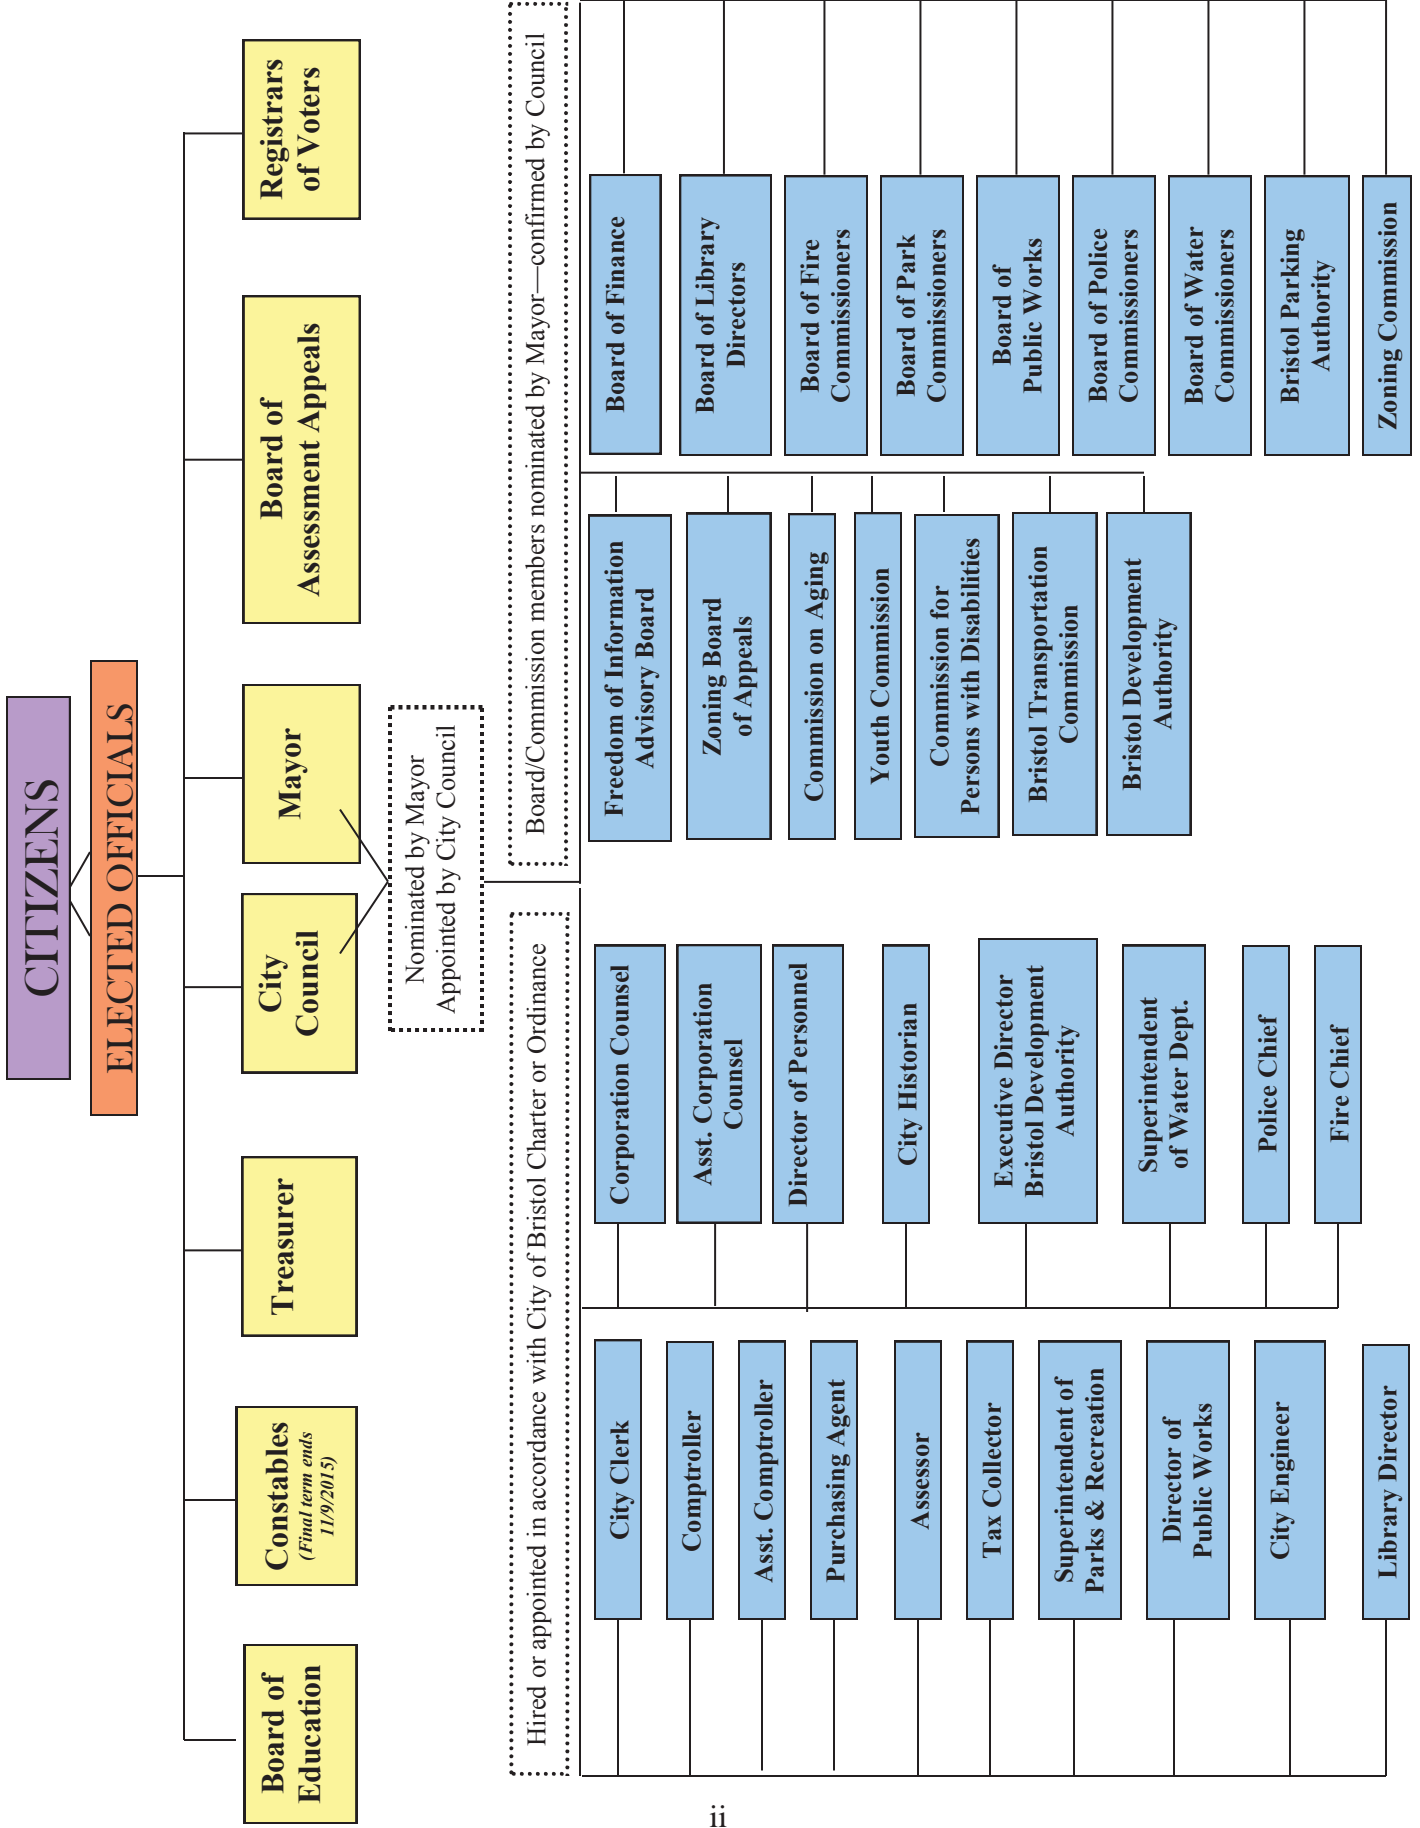 CITIZENS
ELECTED OFFICIALS
Board of
Education
Constables
(Final term ends
11/9/2015)
Treasurer
City
Council
Mayor
Board of
Assessment Appeals
Registrars
of Voters
Nominated by Mayor
Appointed by City Council
Hired or appointed in accordance with City of Bristol Charter or Ordinance
City Clerk
Comptroller
Asst. Comptroller
Purchasing Agent
Assessor
Tax Collector
Superintendent of
Parks & Recreation
Director of
Public Works
City Engineer
Library Director
Corporation Counsel
Asst. Corporation
Counsel
Director of Personnel
City Historian
Executive Director
Bristol Development
Authority
Superintendent
of Water Dept.
Police Chief
Fire Chief
Board/Commission members nominated by Mayor—confirmed by Council
Freedom of Information
Advisory Board
Zoning Board
of Appeals
Commission on Aging
Youth Commission
Commission for
Persons with Disabilities
Bristol Transportation
Commission
Bristol Development
Authority
Board of Finance
Board of Library
Directors
Board of Fire
Commissioners
Board of Park
Commissioners
Board of
Public Works
Board of Police
Commissioners
Board of Water
Commissioners
Bristol Parking
Authority
Zoning Commission
ii